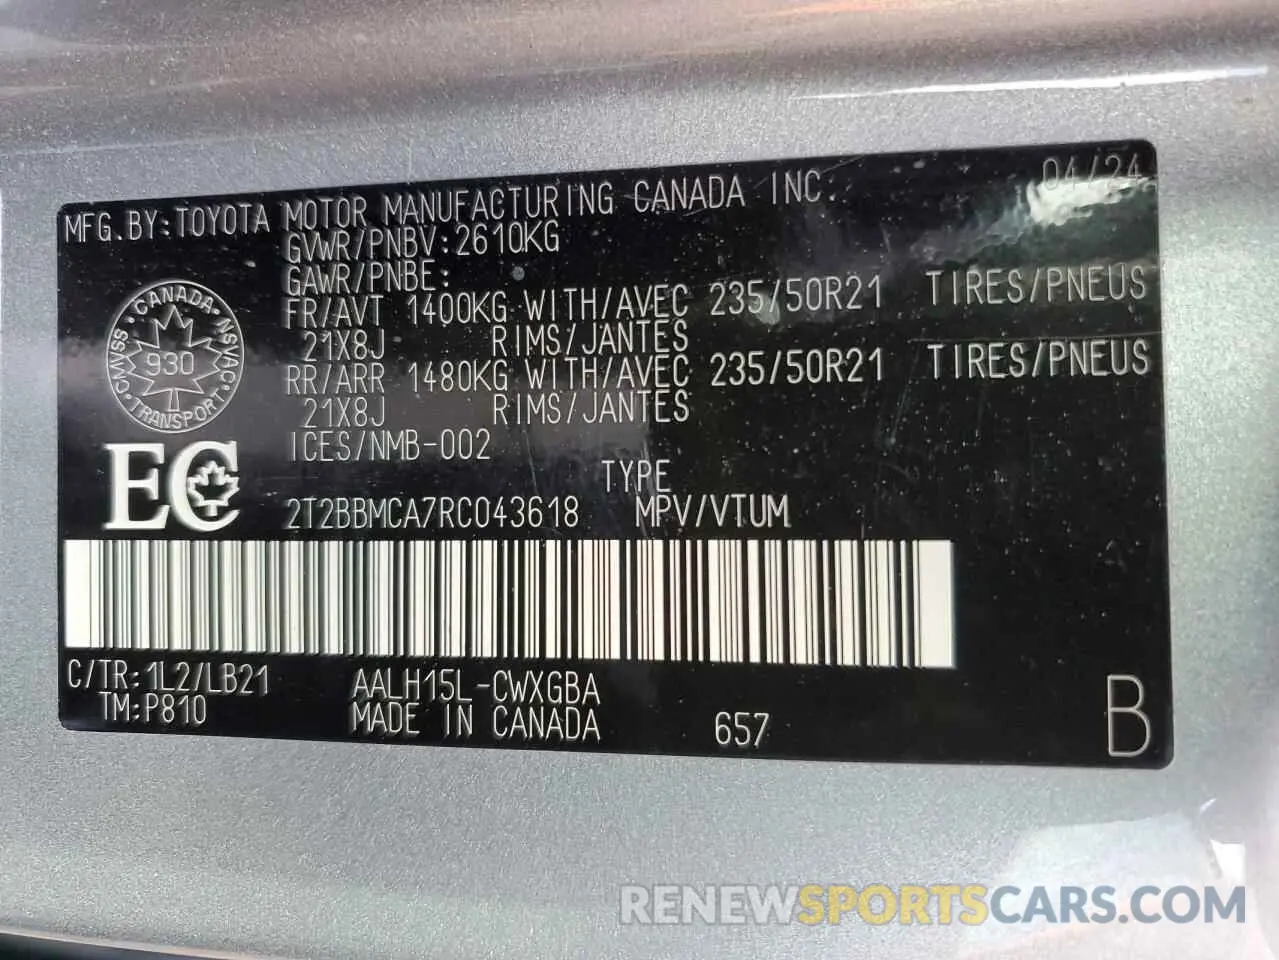 04/24
MFG.BY:TOYOTA MOTOR MANUFACTURING CANADA INC.
GVWR/PNBV:2610KG
GAWR/PNBE:
FR/AVT 1400KG WITH/AVEC 235/50R21 TIRES/PNEUS
21X8J RIMS/JANTES
RR/ARR 1480KG WITH/AVEC 235/50R21 TIRES/PNEUS
21X8J RIMS/JANTES
ICES/NMB-002
CANADA · NSVAC · TRANSPORT · CMVSS
930
EC
TYPE
2T2BBMCA7RC043618 MPV/VTUM
C/TR:1L2/LB21 AALH15L-CWXGBA
TM:P810 MADE IN CANADA 657 B
RENEWSPORTSCARS.COM